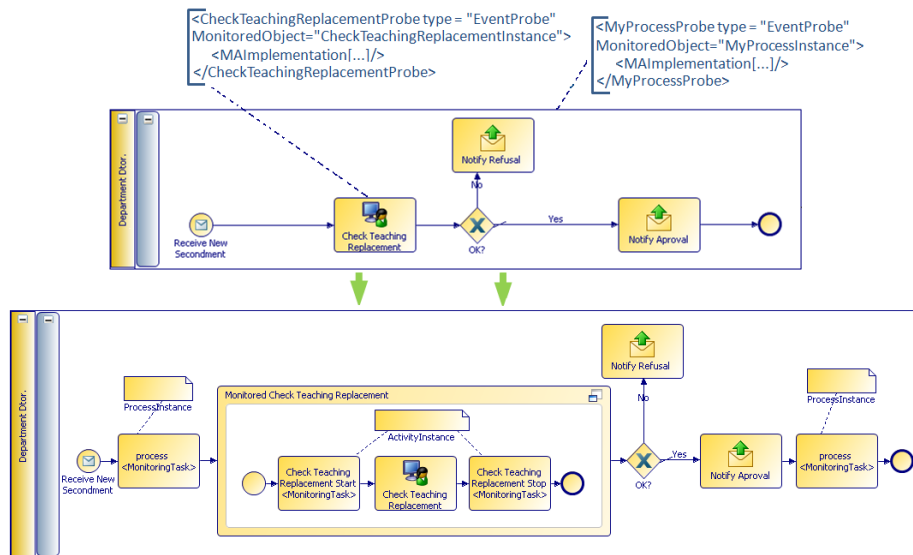 <CheckTeachingReplacementProbe type = "EventProbe"
MonitoredObject="CheckTeachingReplacementInstance">
<MAImplementation[...]/>
</CheckTeachingReplacementProbe>
<MyProcessProbe type = "EventProbe"
MonitoredObject="MyProcessInstance">
<MAImplementation[...]/>
</MyProcessProbe>
Department Dtor.
Receive New
Secondment
Check Teaching
Replacement
Notify Refusal
No
OK?
Yes
Notify Aproval
Department Dtor.
Receive New
Secondment
ProcessInstance
process
<MonitoringTask>
Monitored Check Teaching Replacement
ActivityInstance
Check Teaching
Replacement Start
<MonitoringTask>
Check Teaching
Replacement
Check Teaching
Replacement Stop
<MonitoringTask>
Notify Refusal
No
OK?
Yes
Notify Aproval
ProcessInstance
process
<MonitoringTask>